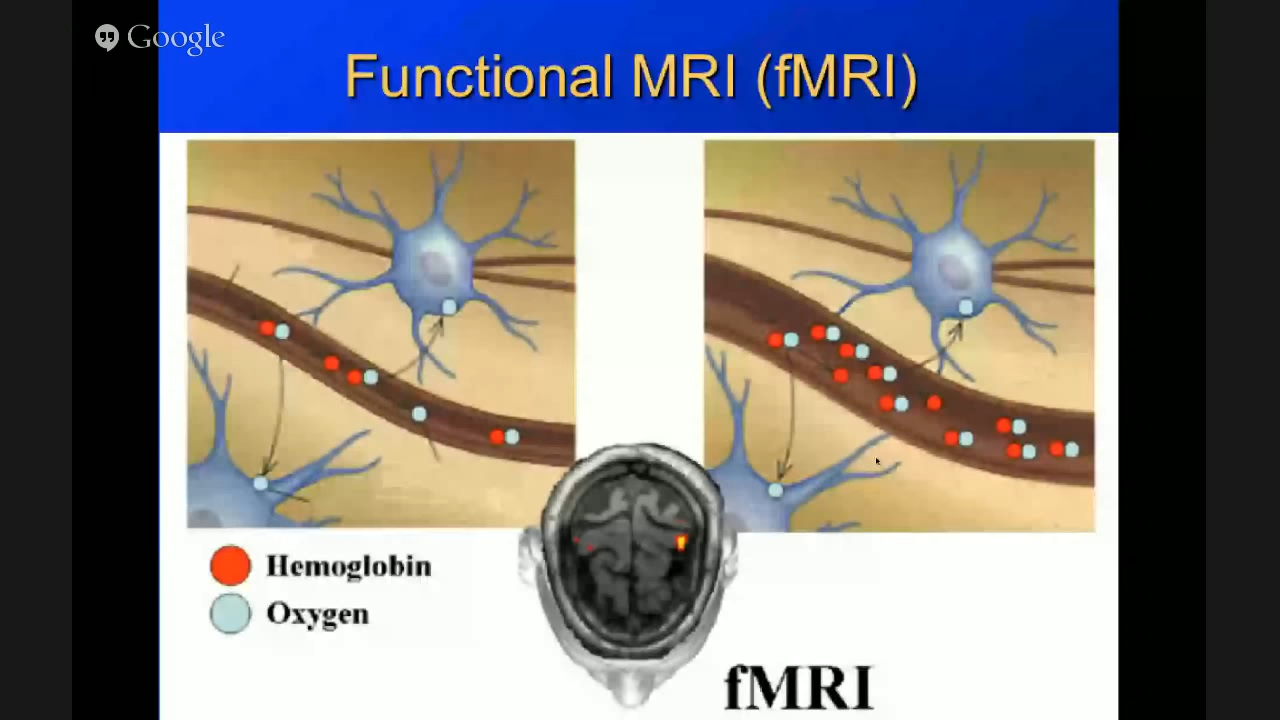 Google
Functional MRI (fMRI)
Hemoglobin
Oxygen
fMRI